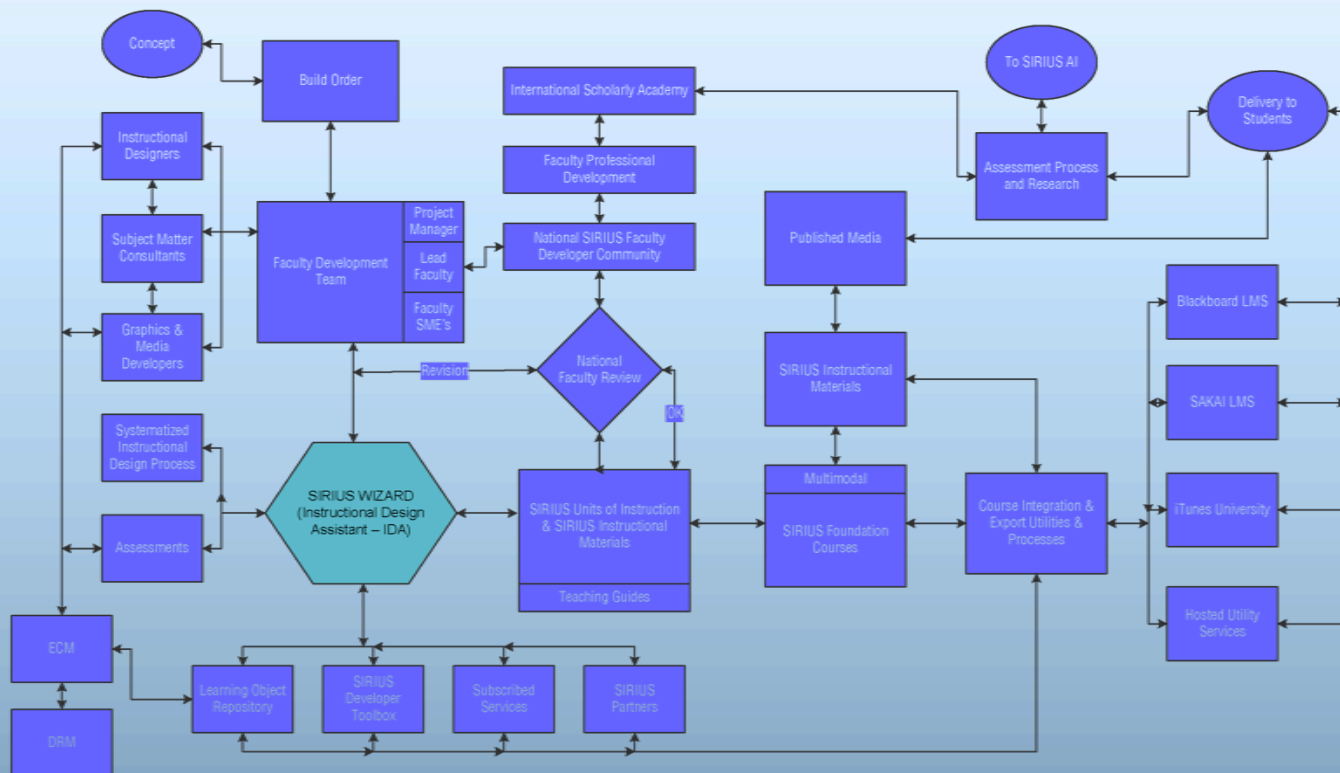 Concept
Build Order
To SIRIUS AI
International Scholarly Academy
Delivery to
Students
Instructional
Designers
Faculty Professional
Development
Assessment Process
and Research
Subject Matter
Consultants
Faculty Development
Team
Project
Manager
Lead
Faculty
Faculty
SME's
National SIRIUS Faculty
Developer Community
Published Media
Graphics &
Media
Developers
Revision
National
Faculty Review
OK
SIRIUS Instructional
Materials
Blackboard LMS
SAKAI LMS
Systematized
Instructional
Design Process
Assessments
SIRIUS WIZARD
(Instructional Design
Assistant – IDA)
SIRIUS Units of Instruction
& SIRIUS Instructional
Materials
Teaching Guides
Multimodal
SIRIUS Foundation
Courses
Course Integration &
Export Utilities &
Processes
iTunes University
Hosted Utility
Services
ECM
DRM
Learning Object
Repository
SIRIUS
Developer
Toolbox
Subscribed
Services
SIRIUS
Partners